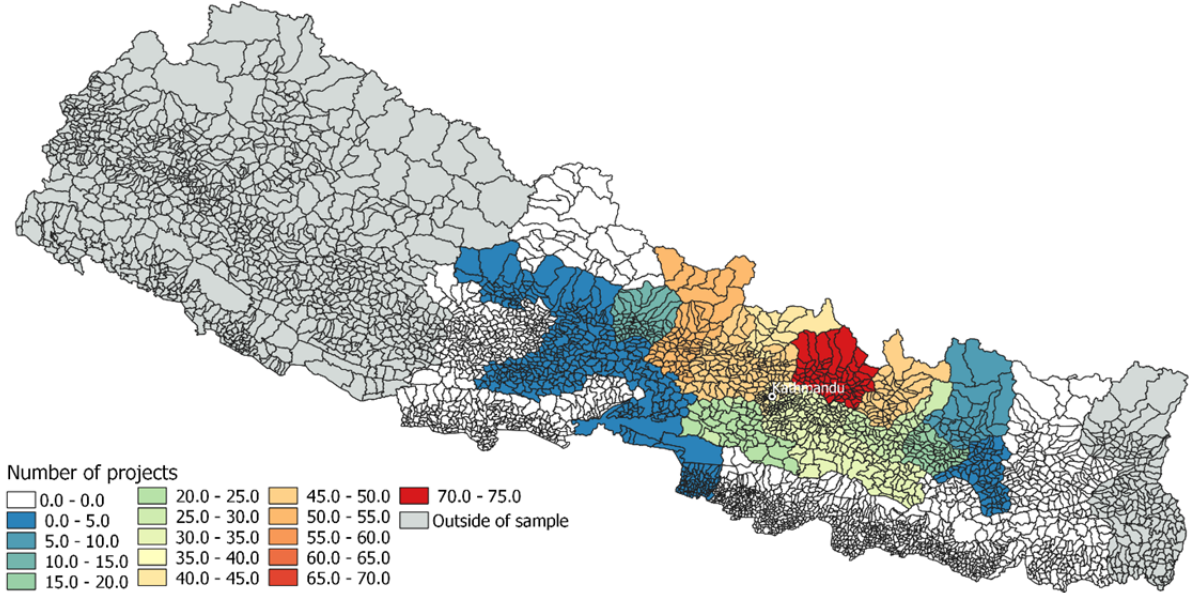 Kathmandu
Number of projects
0.0 - 0.0
0.0 - 5.0
5.0 - 10.0
10.0 - 15.0
15.0 - 20.0
20.0 - 25.0
25.0 - 30.0
30.0 - 35.0
35.0 - 40.0
40.0 - 45.0
45.0 - 50.0
50.0 - 55.0
55.0 - 60.0
60.0 - 65.0
65.0 - 70.0
70.0 - 75.0
Outside of sample